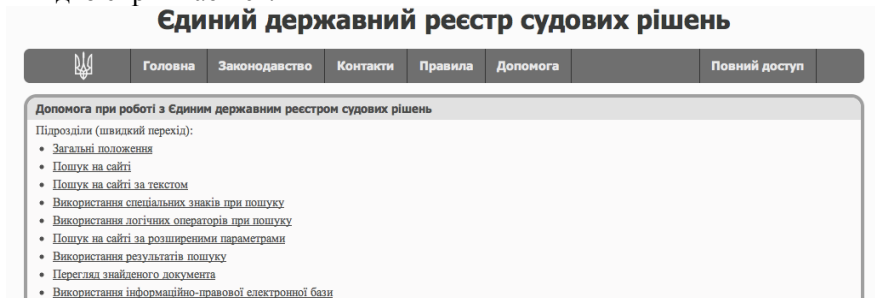 Єдиний державний реєстр судових рішень
Головна Законодавство Контакти Правила Допомога Повний доступ
Допомога при роботі з Єдиним державним реєстром судових рішень
Підрозділи (швидкий перехід):
• Загальні положення
• Пошук на сайті
• Пошук на сайті за текстом
• Використання спеціальних знаків при пошуку
• Використання логічних операторів при пошуку
• Пошук на сайті за розширеними параметрами
• Використання результатів пошуку
• Перегляд знайденого документа
• Використання інформаційно-правової електронної бази